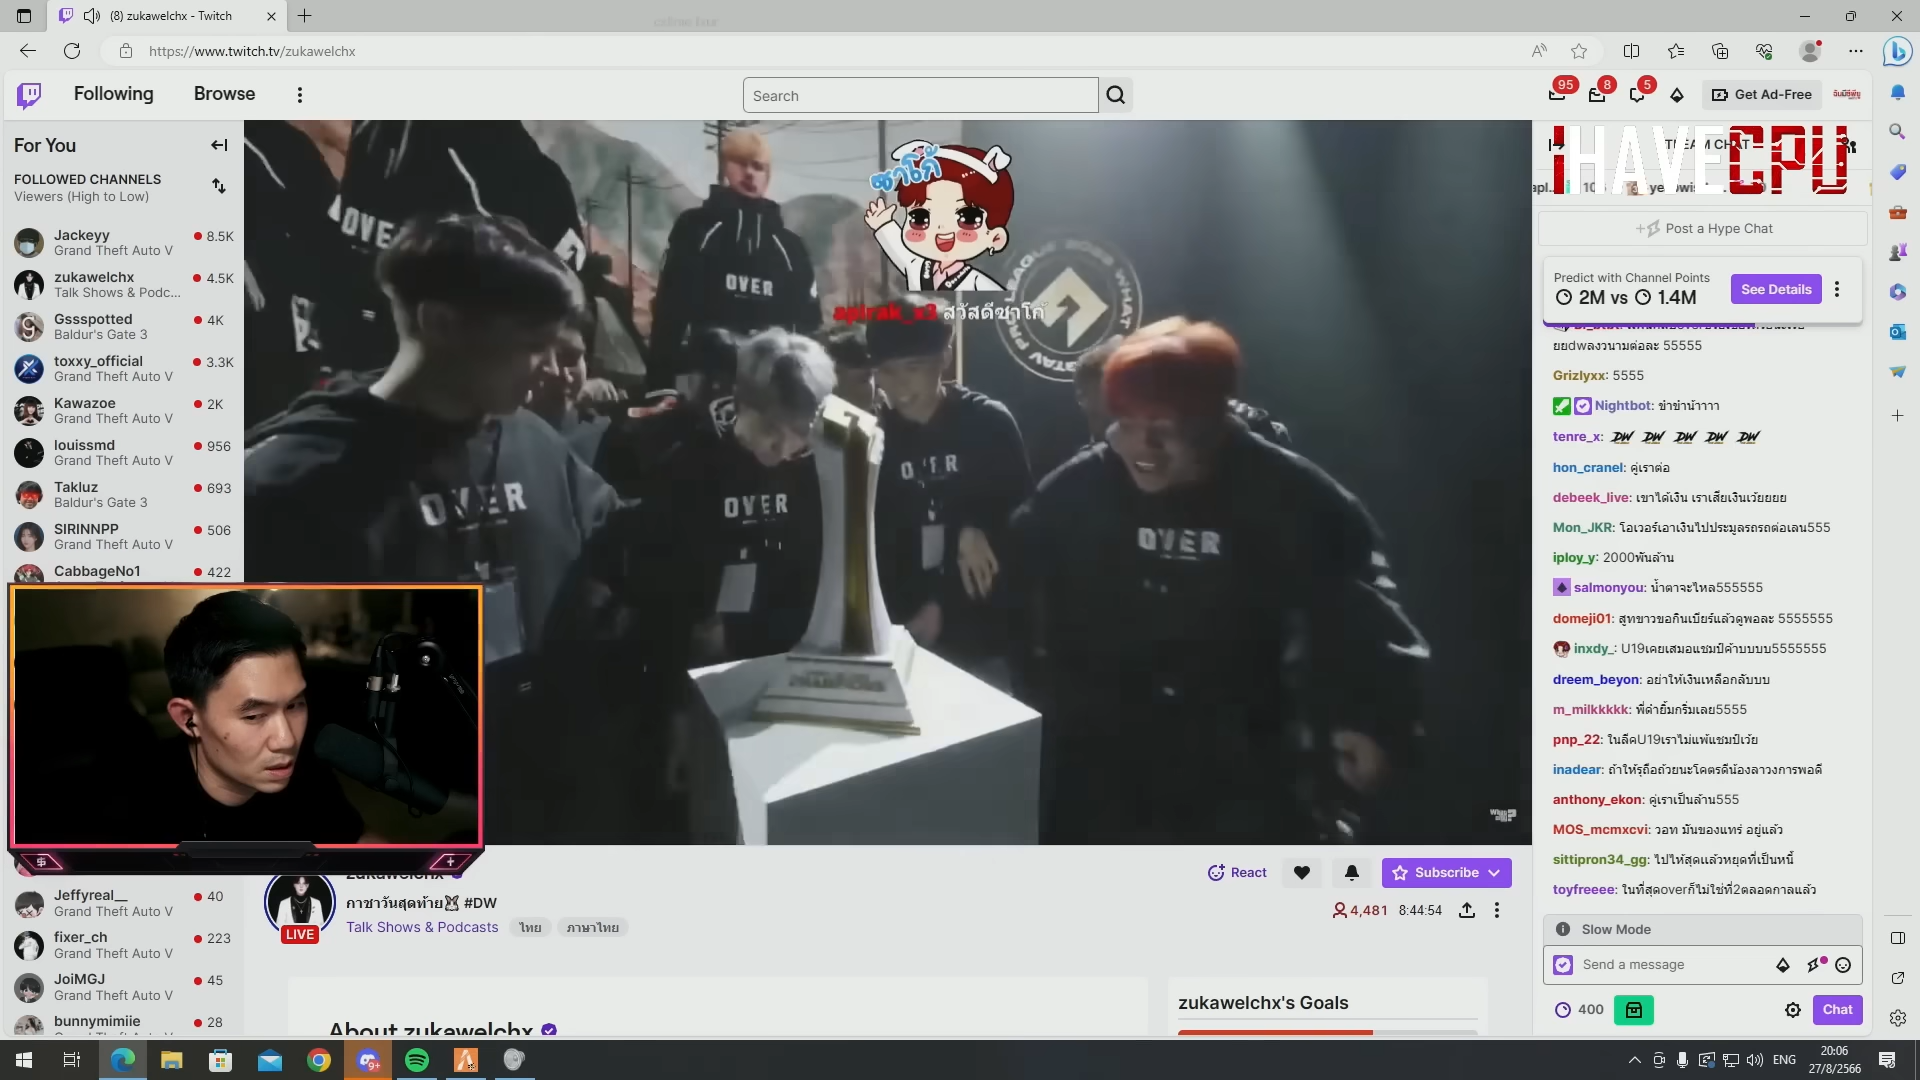 (8) zukawelchx - Twitch
https://www.twitch.tv/zukawelchx
Following
Browse
Search
95
8
5
Get Ad-Free
For You
FOLLOWED CHANNELS
Viewers (High to Low)
Jackeyy
8.5K
Grand Theft Auto V
zukawelchx
4.5K
Talk Shows & Podc...
Gssspotted
4K
Baldur's Gate 3
toxxy_official
3.3K
Grand Theft Auto V
Kawazoe
2K
Grand Theft Auto V
louissmd
956
Grand Theft Auto V
Takluz
693
Baldur's Gate 3
SIRINNPP
506
Grand Theft Auto V
CabbageNo1
422
Jeffyreal__
40
Grand Theft Auto V
fixer_ch
223
Grand Theft Auto V
JoiMGJ
45
Grand Theft Auto V
bunnymimiie
28
OVER
OVER
OVER
OVER
OVER
OVER
ซาโก้
apirak_x3 สวัสดีซาโก้
zukawelchx
LIVE
กาชาวันสุดท้าย #DW
Talk Shows & Podcasts
ไทย
ภาษาไทย
React
Subscribe
4,481
8:44:54
About zukawelchx
zukawelchx's Goals
iHAVECPU
Post a Hype Chat
Predict with Channel Points
2M vs 1.4M
See Details
ยยdwลงวนามต่อละ 55555
Grizlyxx: 5555
Nightbot: ขำขำน้าาาา
tenre_x: DW DW DW DW DW
hon_cranel: คู่เราต่อ
debeek_live: เขาได้เงิน เราเสียเงินเว้ยยยย
Mon_JKR: โอเวอร์เอาเงินไปประมูลรถรถต่อเลน555
iploy_y: 2000พันล้าน
salmonyou: น้ำตาจะไหล555555
domeji01: สูทขาวขอกินเบียร์แล้วดูพอละ 5555555
inxdy_: U19เคยเสมอแชมป์ค้าบบบบ5555555
dreem_beyon: อย่าให้เงินเหลือกลับบบ
m_milkkkkk: พี่ดำยิ้มกริ่มเลย5555
pnp_22: ในลีคU19เราไม่แพ้แชมป์เว้ย
inadear: ถ้าให้รุถือถ้วยนะโคตรดีน้องลาวงการพอดี
anthony_ekon: คู่เราเป็นล้าน555
MOS_mcmxcvi: วอท มันของแทร่ อยู่แล้ว
sittipron34_gg: ไปให้สุดแล้วหยุดที่เป็นหนี้
toyfreeee: ในที่สุดoverก็ไม่ใช่ที่2ตลอดกาลแล้ว
Slow Mode
Send a message
400
Chat
9+
ENG
20:06
27/8/2566